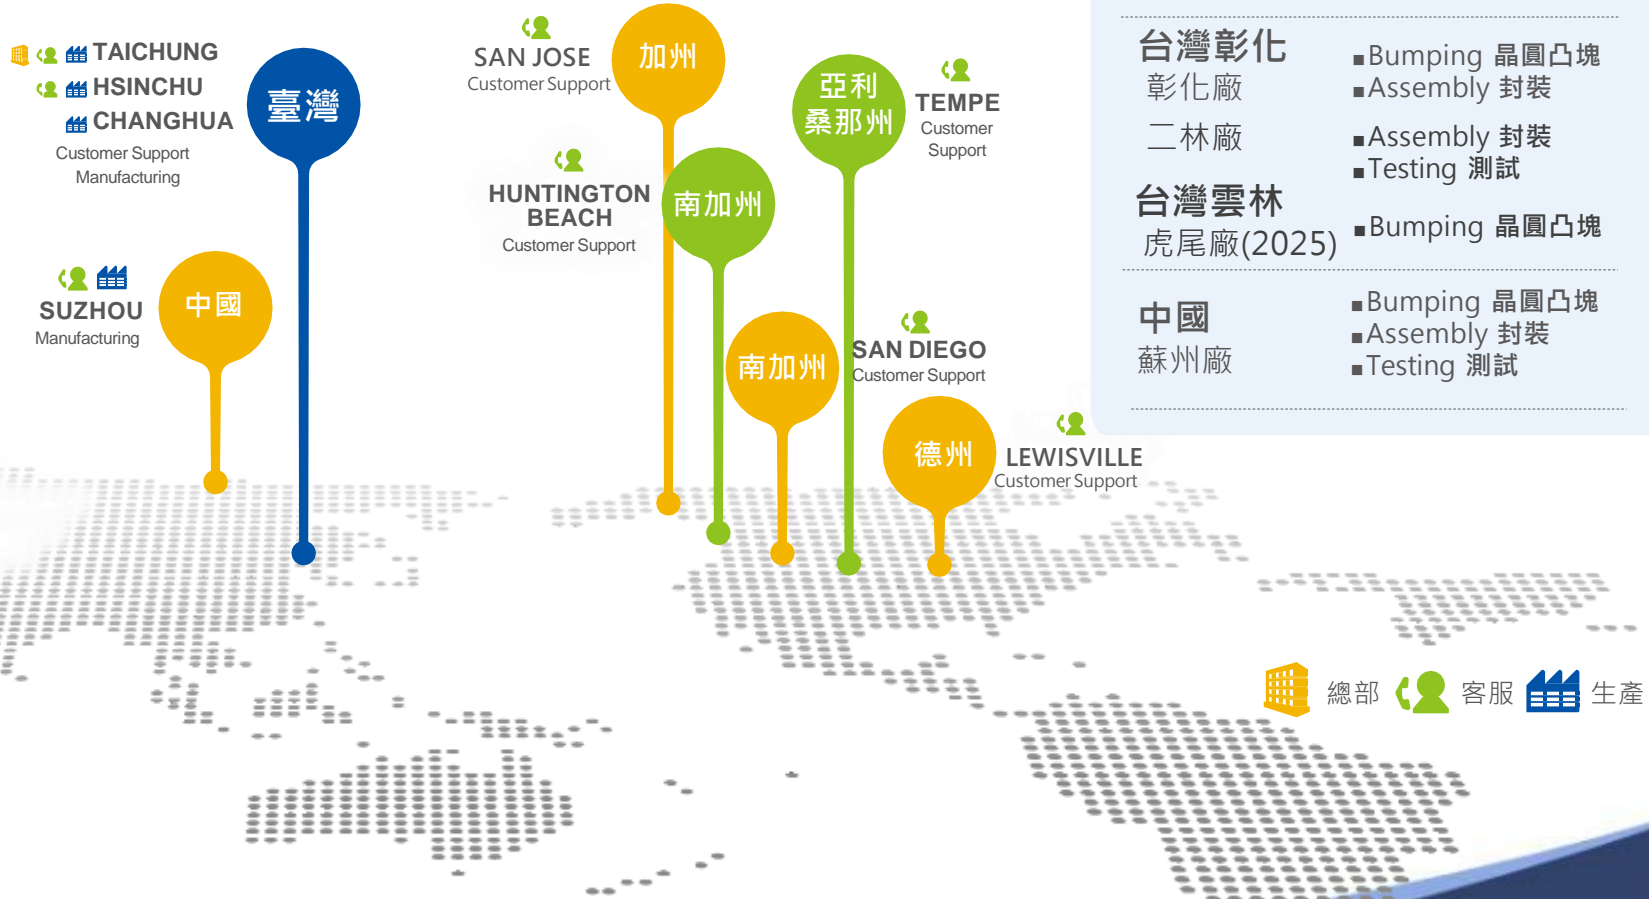 TAICHUNG
HSINCHU
CHANGHUA
Customer Support
Manufacturing
臺灣
SUZHOU
Manufacturing
中國
SAN JOSE
Customer Support
加州
HUNTINGTON
BEACH
Customer Support
南加州
亞利
桑那州
TEMPE
Customer
Support
南加州
SAN DIEGO
Customer Support
德州
LEWISVILLE
Customer Support
台灣彰化
彰化廠
■Bumping 晶圓凸塊
■Assembly 封裝
二林廠
■Assembly 封裝
■Testing 測試
台灣雲林
虎尾廠(2025)
■Bumping 晶圓凸塊
中國
蘇州廠
■Bumping 晶圓凸塊
■Assembly 封裝
■Testing 測試
總部 客服 生產